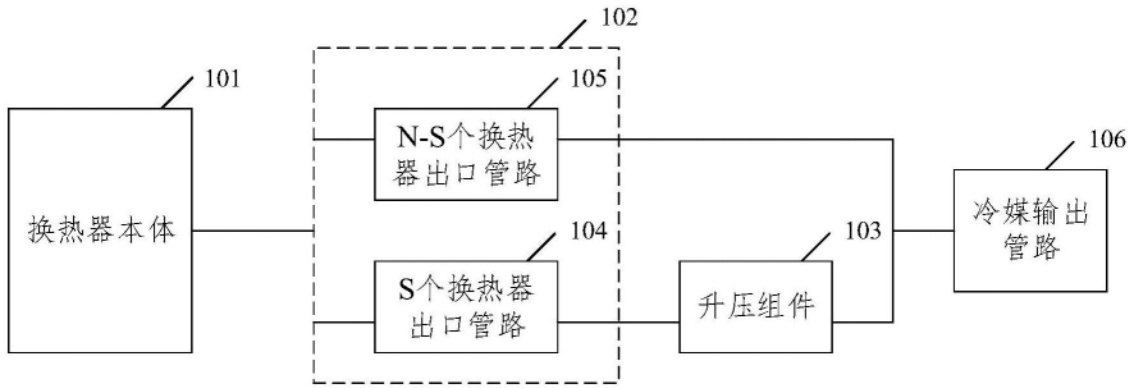 102
101
105
N-S个换热
器出口管路
106
换热器本体
冷媒输出
管路
104
103
S个换热器
出口管路
升压组件